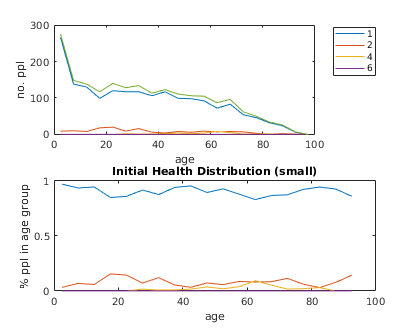 300
200
100
0
no. ppl
0 20 40 60 80 100
age
1
2
4
6
Initial Health Distribution (small)
1
0.5
0
% ppl in age group
0 20 40 60 80 100
age